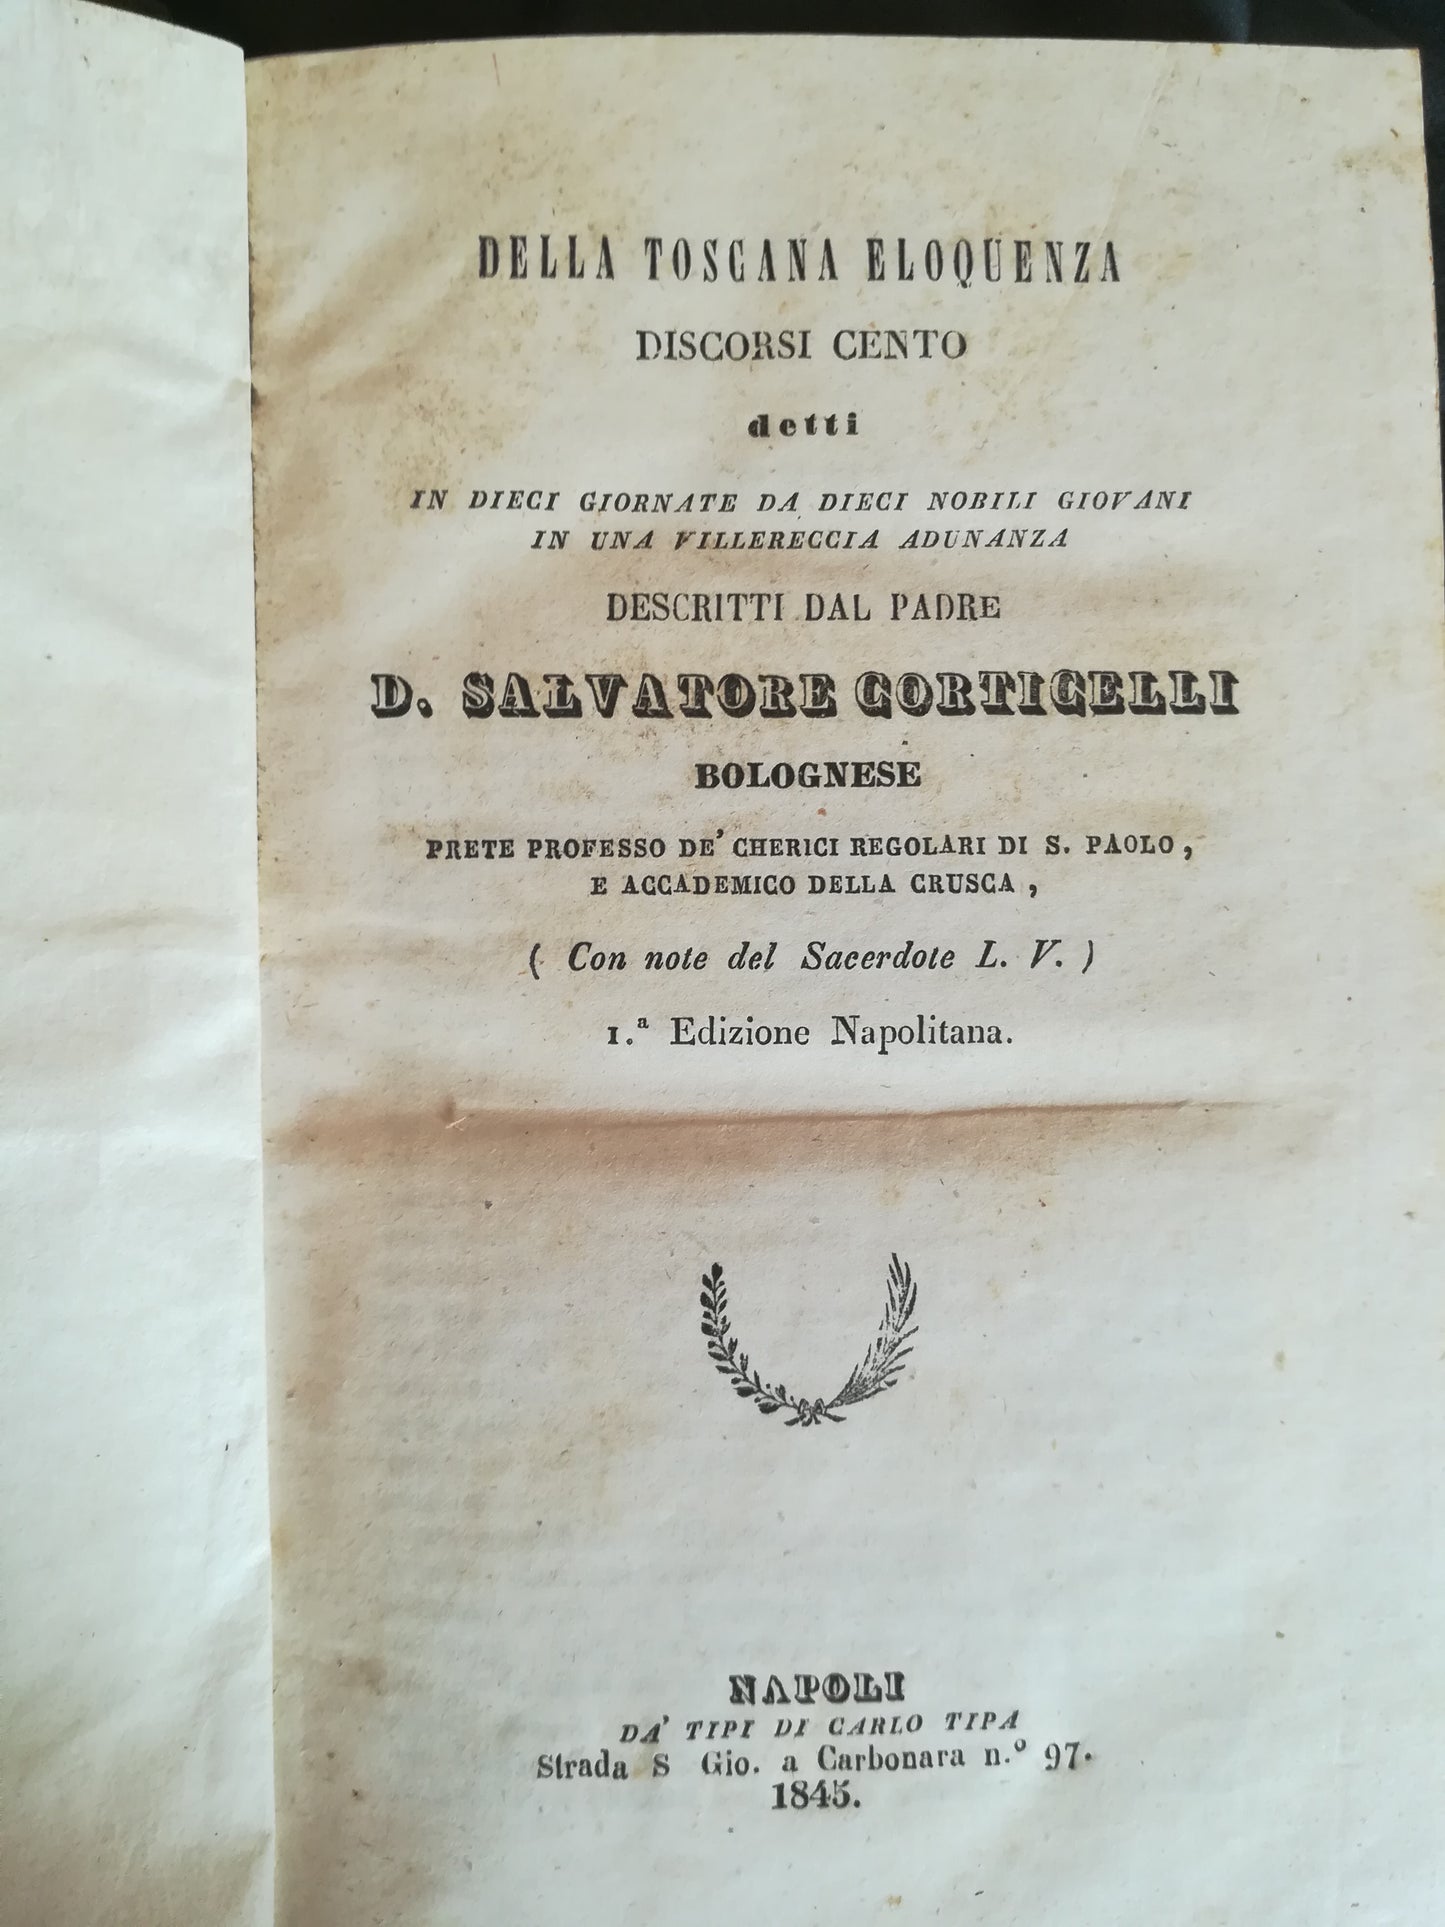 DELLA TOSCANA ELOQUENZA
DISCORSI CENTO
detti
IN DIECI GIORNATE DA DIECI NOBILI GIOVANI
IN UNA VILLERECCIA ADUNANZA
DESCRITTI DAL PADRE
D. SALVATORE CORTICELLI
BOLOGNESE
PRETE PROFESSO DE' CHERICI REGOLARI DI S. PAOLO,
E ACCADEMICO DELLA CRUSCA,
( Con note del Sacerdote L. V. )
1.ª Edizione Napolitana.
NAPOLI
DA' TIPI DI CARLO TIPA
Strada S Gio. a Carbonara n.º 97.
1845.